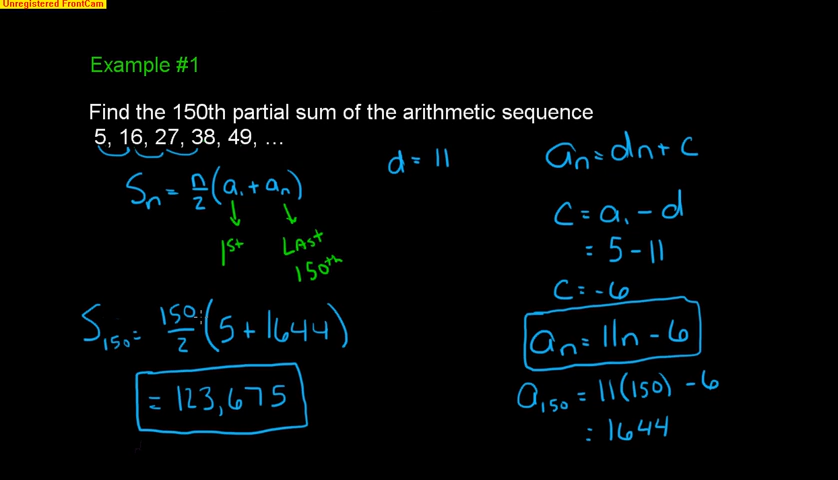 Unregistered FrontCam
Example #1
Find the 150th partial sum of the arithmetic sequence
5, 16, 27, 38, 49, …
d = 11
aₙ = dn + c
Sₙ = n/2 (a₁ + aₙ)
1st
LAst
150th
c = a₁ - d
= 5 - 11
c = -6
aₙ = 11n - 6
S₁₅₀ = 150/2 (5 + 1644)
= 123,675
a₁₅₀ = 11(150) - 6
= 1644